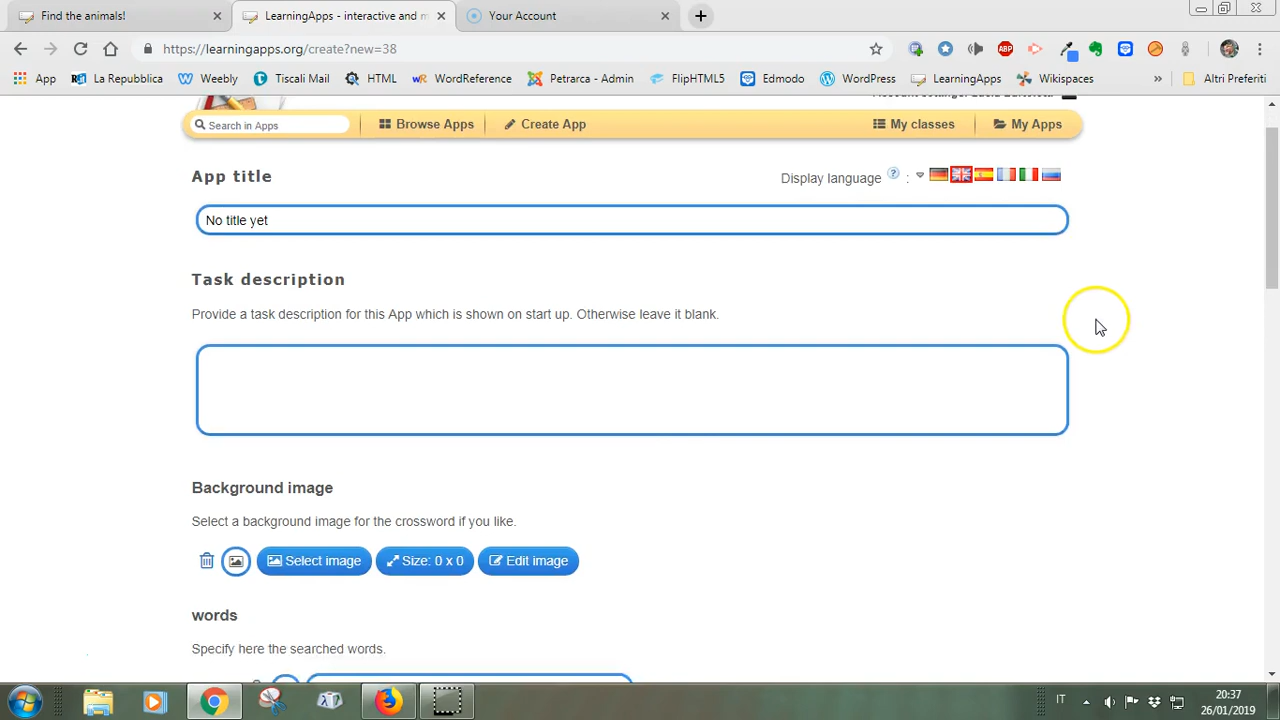 Find the animals!
LearningApps - interactive and m
Your Account
https://learningapps.org/create?new=38
App
La Repubblica
Weebly
Tiscali Mail
HTML
WordReference
Petrarca - Admin
FlipHTML5
Edmodo
WordPress
LearningApps
Wikispaces
»
Altri Preferiti
Search in Apps
Browse Apps
Create App
My classes
My Apps
App title
Display language ? :
No title yet
Task description
Provide a task description for this App which is shown on start up. Otherwise leave it blank.
Background image
Select a background image for the crossword if you like.
Select image
Size: 0 x 0
Edit image
words
Specify here the searched words.
IT
20:37
26/01/2019